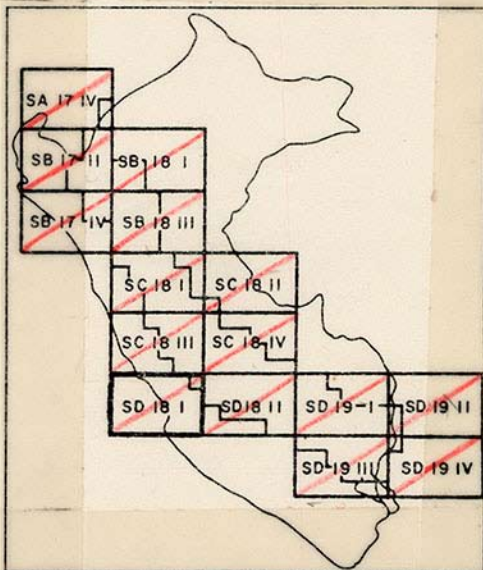 SA 17 IV
SB 17 II SB 18 I
SB 17 IV SB 18 III
SC 18 I SC 18 II
SC 18 III SC 18 IV
SD 18 I SD 18 II SD 19-1 SD 19 II
SD 19 III SD 19 IV